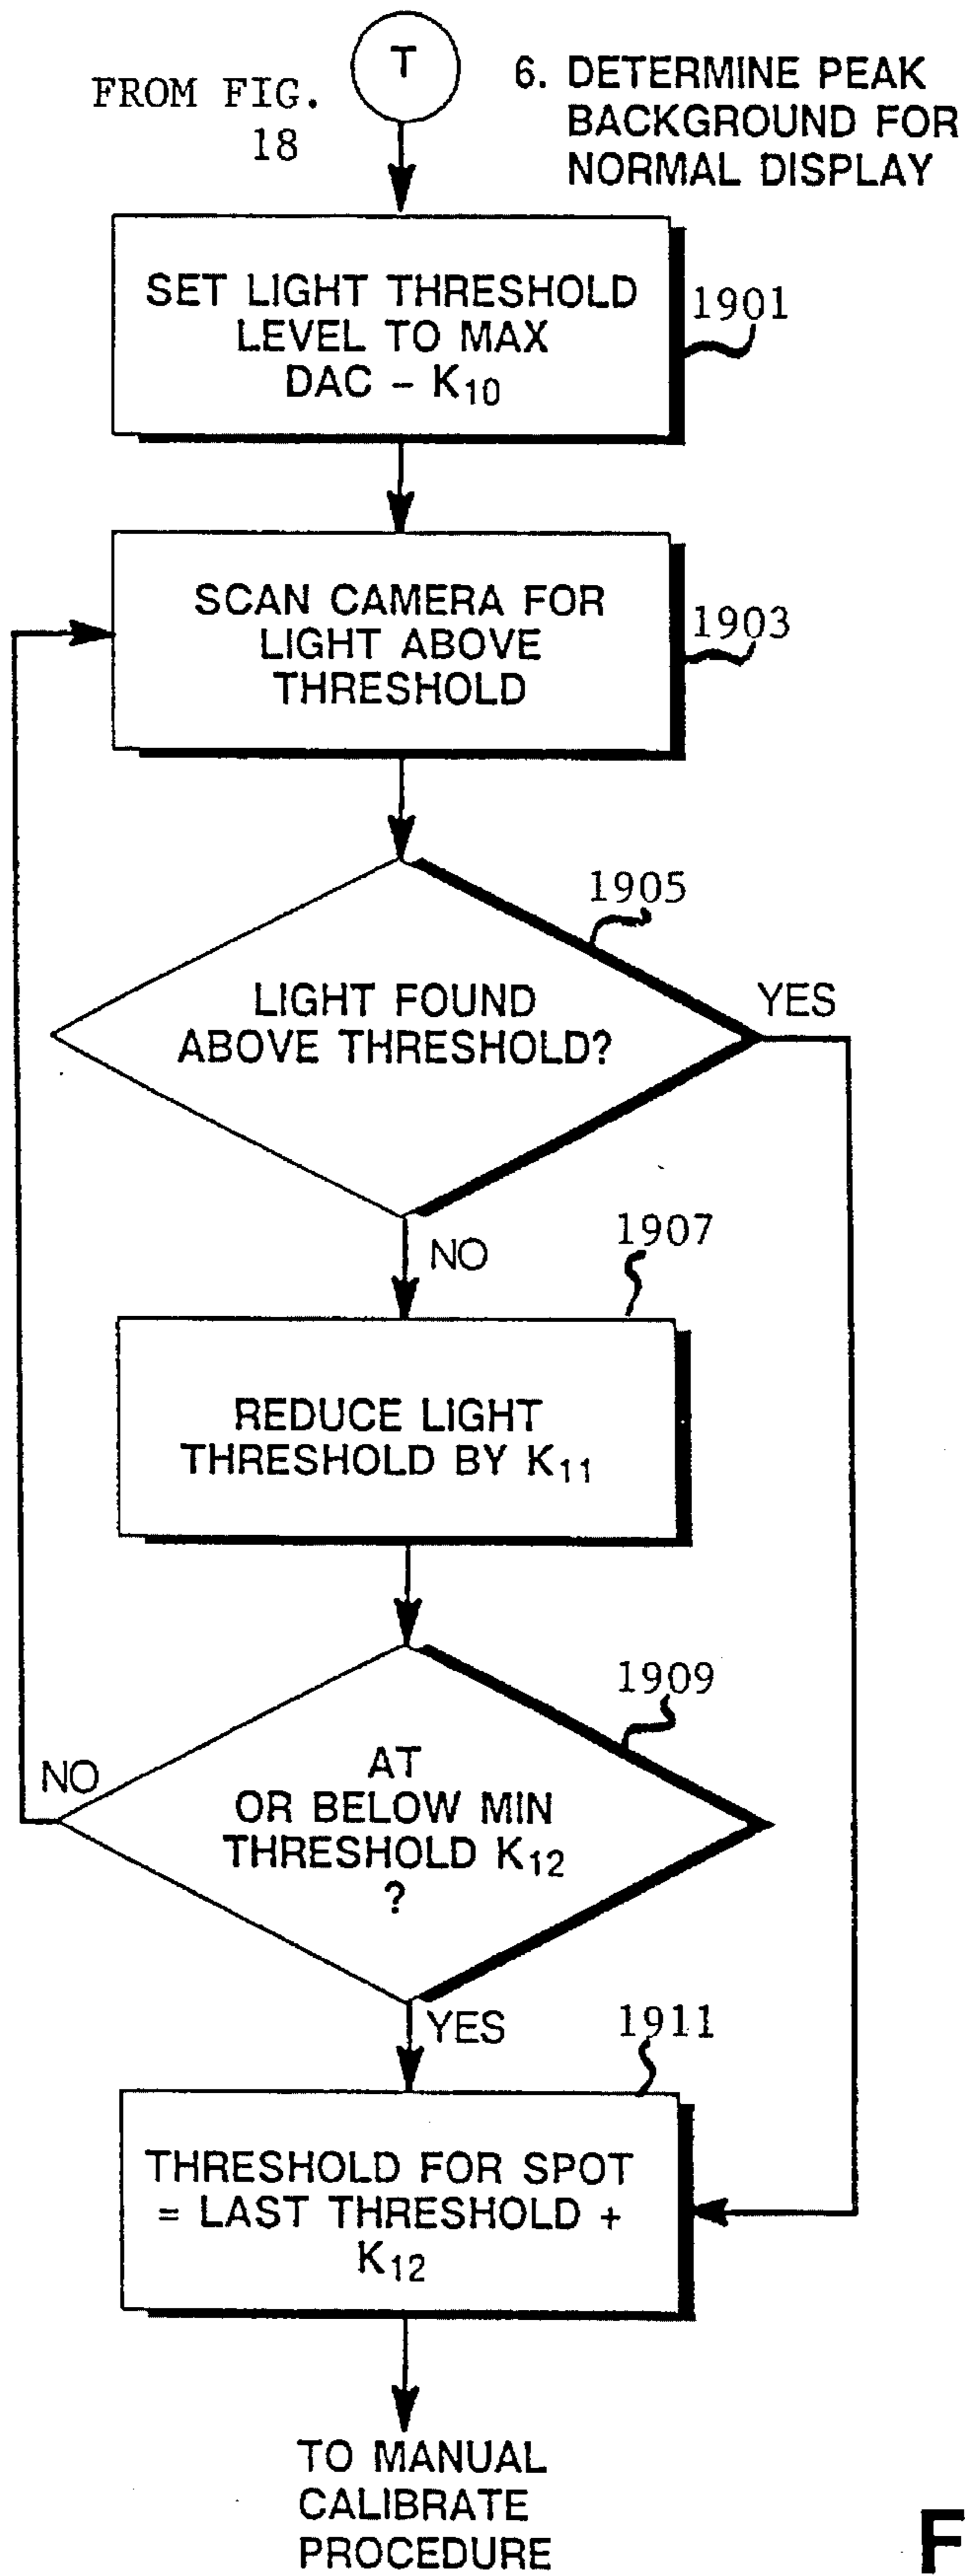 T
FROM FIG.
18
6. DETERMINE PEAK
BACKGROUND FOR
NORMAL DISPLAY
SET LIGHT THRESHOLD
LEVEL TO MAX
DAC – K10
1901
SCAN CAMERA FOR
LIGHT ABOVE
THRESHOLD
1903
1905
LIGHT FOUND
ABOVE THRESHOLD?
YES
NO
1907
REDUCE LIGHT
THRESHOLD BY K11
1909
AT
OR BELOW MIN
THRESHOLD K12
?
NO
YES
1911
THRESHOLD FOR SPOT
= LAST THRESHOLD +
K12
TO MANUAL
CALIBRATE
PROCEDURE
F